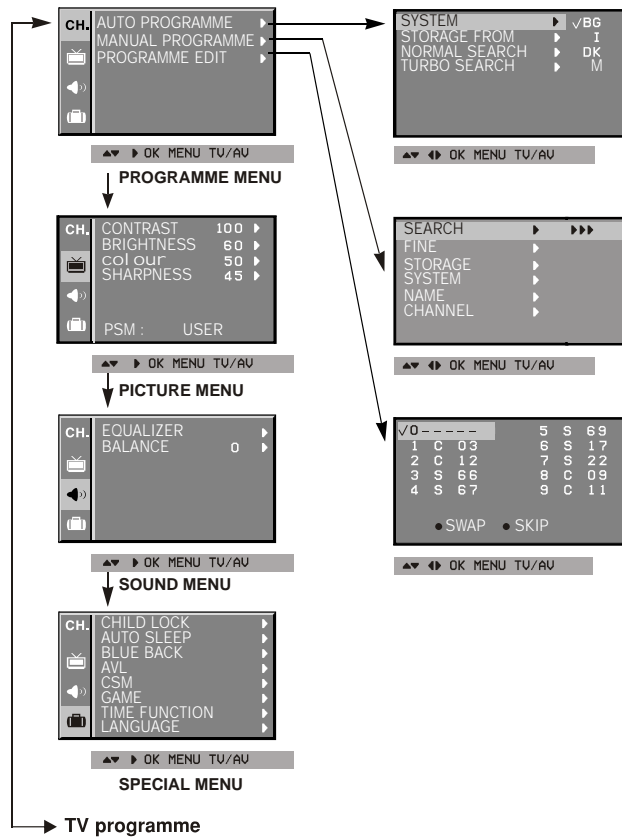 CH.
AUTO PROGRAMME
MANUAL PROGRAMME
PROGRAMME EDIT
OK MENU TV/AV
PROGRAMME MENU
CH.
CONTRAST 100
BRIGHTNESS 60
colour 50
SHARPNESS 45
PSM : USER
OK MENU TV/AV
PICTURE MENU
CH.
EQUALIZER
BALANCE 0
OK MENU TV/AV
SOUND MENU
CH.
CHILD LOCK
AUTO SLEEP
BLUE BACK
AVL
CSM
GAME
TIME FUNCTION
LANGUAGE
OK MENU TV/AV
SPECIAL MENU
TV programme
SYSTEM √BG
STORAGE FROM I
NORMAL SEARCH DK
TURBO SEARCH M
OK MENU TV/AV
SEARCH
FINE
STORAGE
SYSTEM
NAME
CHANNEL
OK MENU TV/AV
√0 - - - - - 5 S 69
1 C 03 6 S 17
2 C 12 7 S 22
3 S 66 8 C 09
4 S 67 9 C 11
● SWAP ● SKIP
OK MENU TV/AV